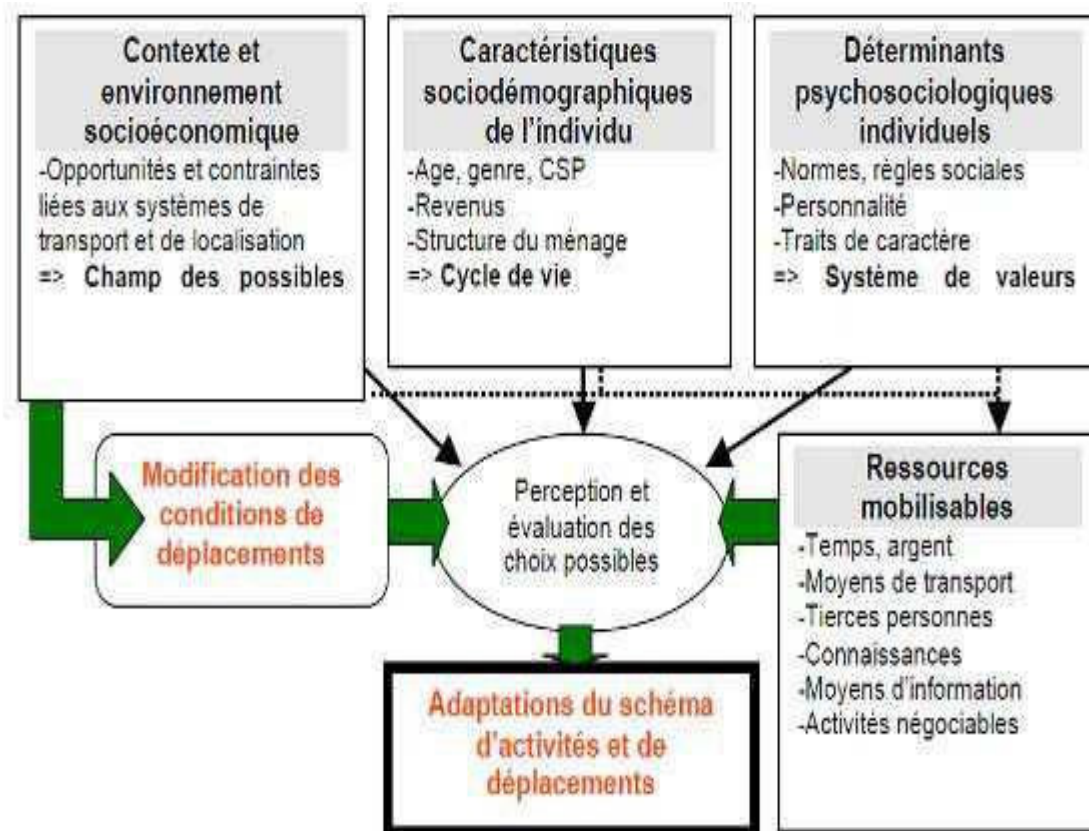 Contexte et
environnement
socioéconomique
-Opportunités et contraintes
liées aux systèmes de
transport et de localisation
=> Champ des possibles
Caractéristiques
sociodémographiques
de l'individu
-Age, genre, CSP
-Revenus
-Structure du ménage
=> Cycle de vie
Déterminants
psychosociologiques
individuels
-Normes, règles sociales
-Personnalité
-Traits de caractère
=> Système de valeurs
Modification des
conditions de
déplacements
Perception et
évaluation des
choix possibles
Ressources
mobilisables
-Temps, argent
-Moyens de transport
-Tierces personnes
-Connaissances
-Moyens d'information
-Activités négociables
Adaptations du schéma
d'activités et de
déplacements